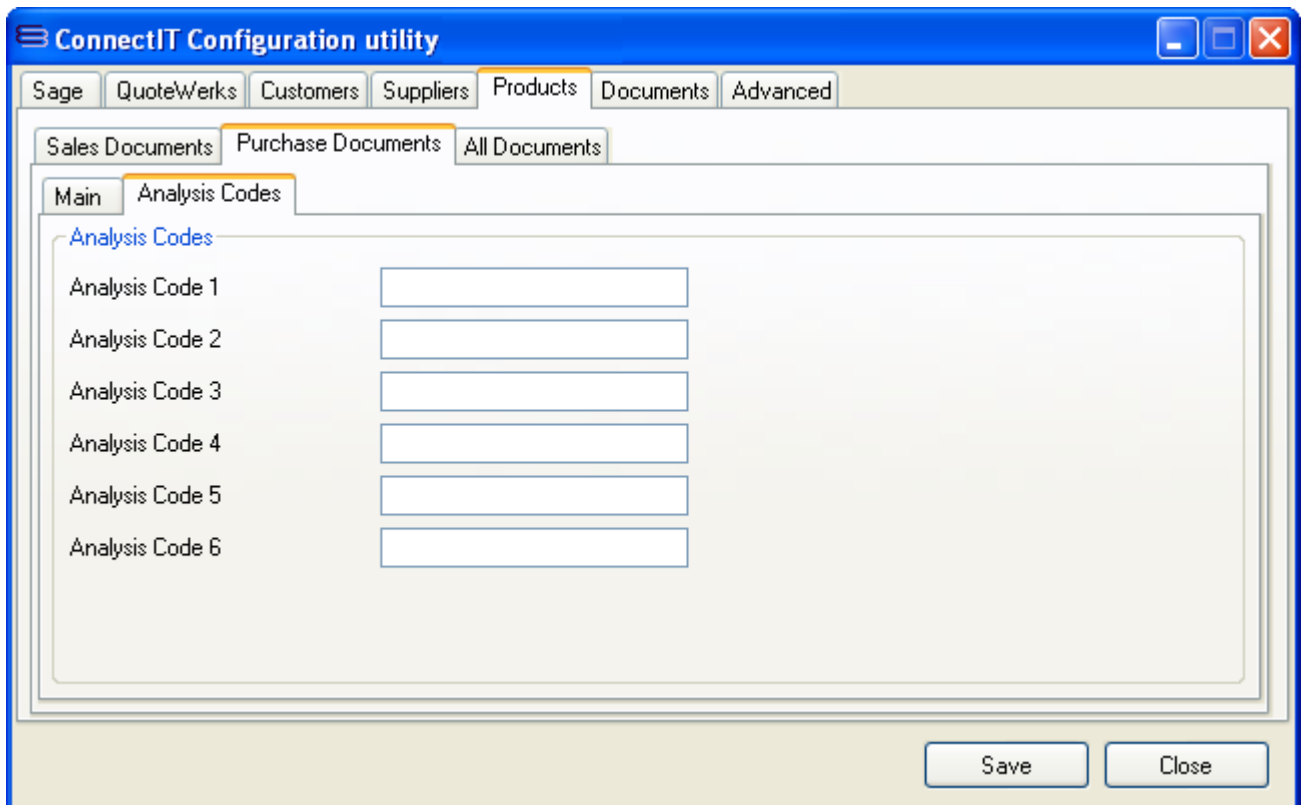 ConnectIT Configuration utility
Sage QuoteWerks Customers Suppliers Products Documents Advanced
Sales Documents Purchase Documents All Documents
Main Analysis Codes
Analysis Codes
Analysis Code 1
Analysis Code 2
Analysis Code 3
Analysis Code 4
Analysis Code 5
Analysis Code 6
Save Close